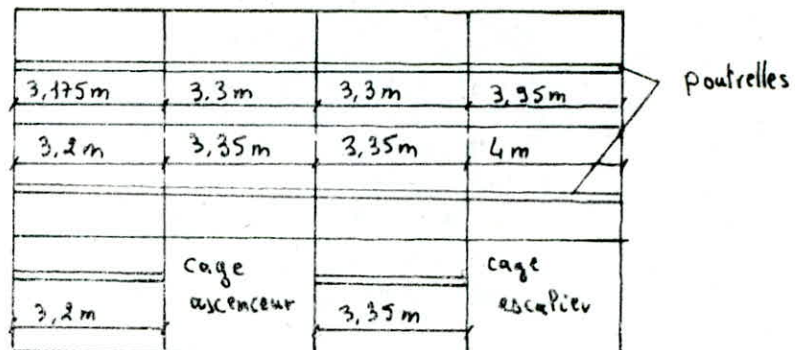 poutrelles
3,175m 3.3m 3,3m 3,95m
3,2m 3,35m 3,35m 4m
cage
ascenceur
cage
escalier
3,2m 3,35m